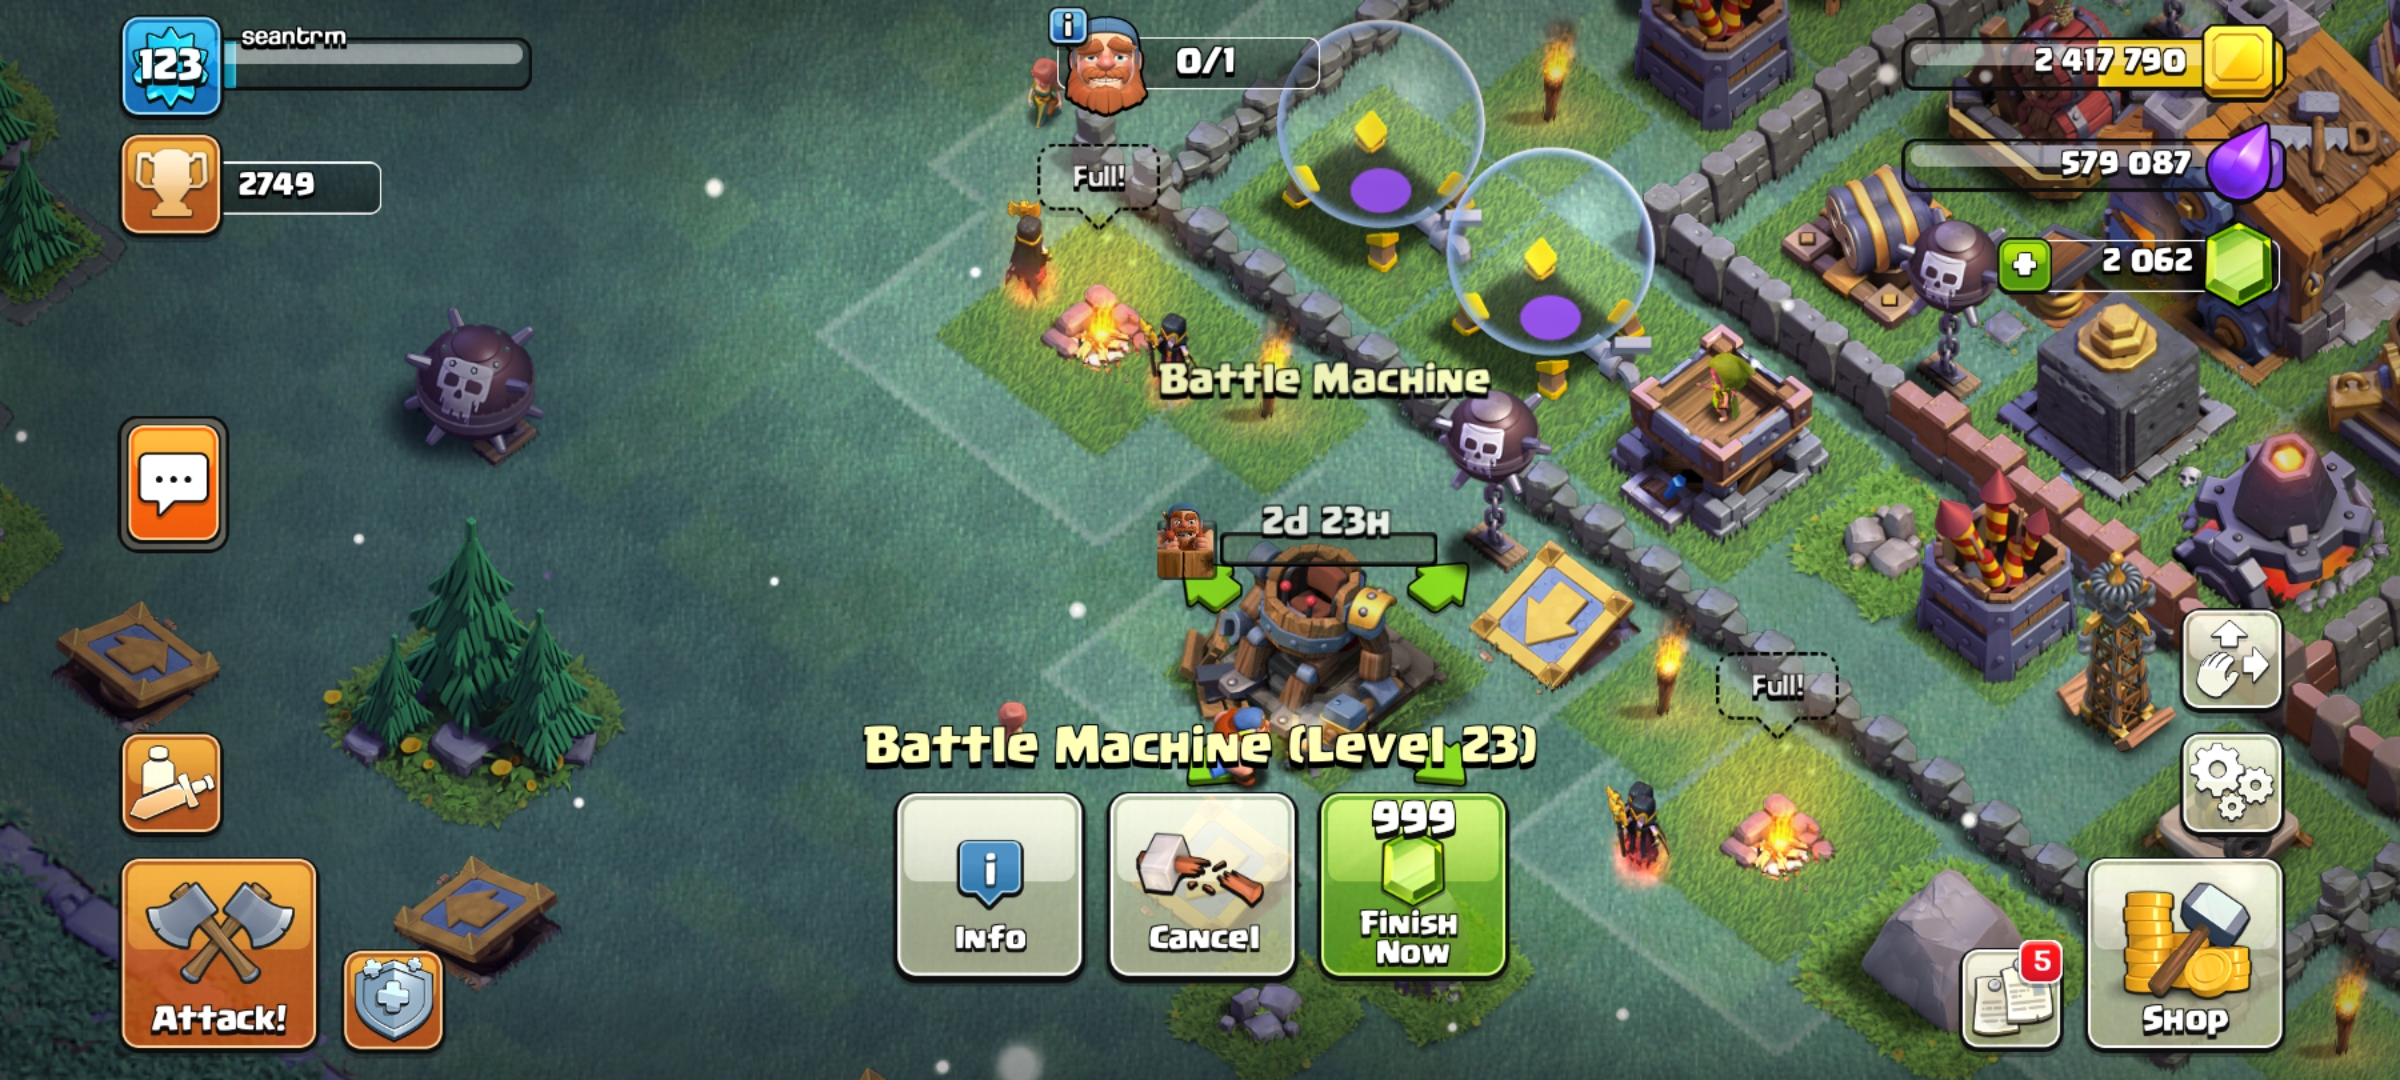 123
seantrm
0/1
2 417 790
2749
Full!
579 087
2 062
Battle Machine
2d 23H
Full!
Battle Machine (Level 23)
999
Info
Cancel
Finish
Now
Attack!
5
Shop